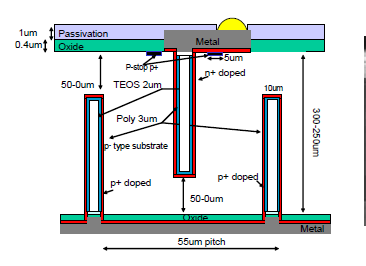 1um
Passivation
0.4um
Oxide
Metal
P-stop p+
5um
50-0um
TEOS 2um
n+ doped
10um
Poly 3um
300-250um
p- type substrate
p+ doped
p+ doped
50-0um
Oxide
Metal
55um pitch